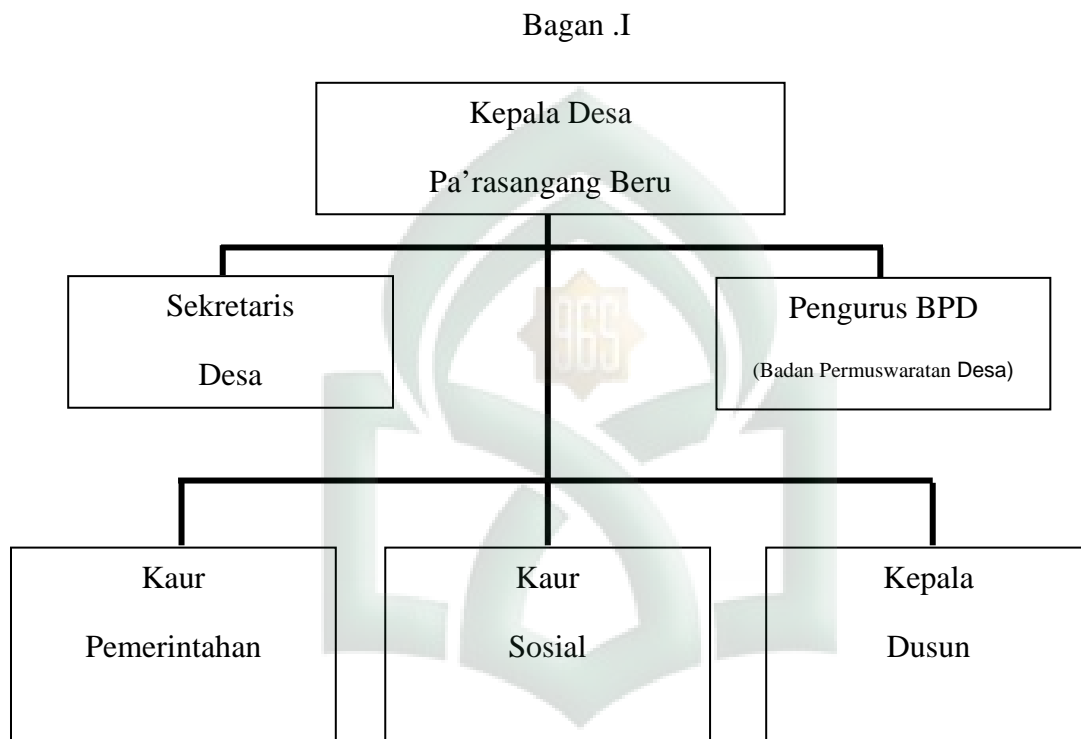 Bagan .I
Kepala Desa
Pa’rasangang Beru
Sekretaris
Desa
Pengurus BPD
(Badan Permuswaratan Desa)
965
Kaur
Pemerintahan
Kaur
Sosial
Kepala
Dusun